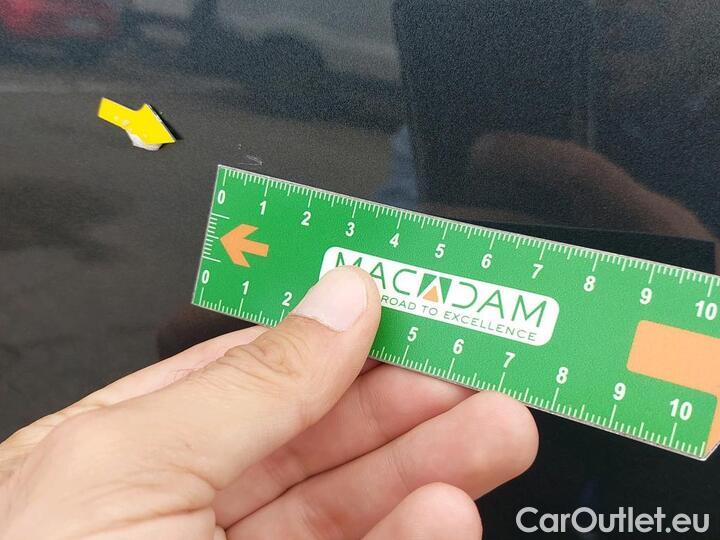 0 1 2 3 4 5 6 7 8 9 10
MACADAM
ROAD TO EXCELLENCE
0 1 2 5 6 7 8 9 10
CarOutlet.eu